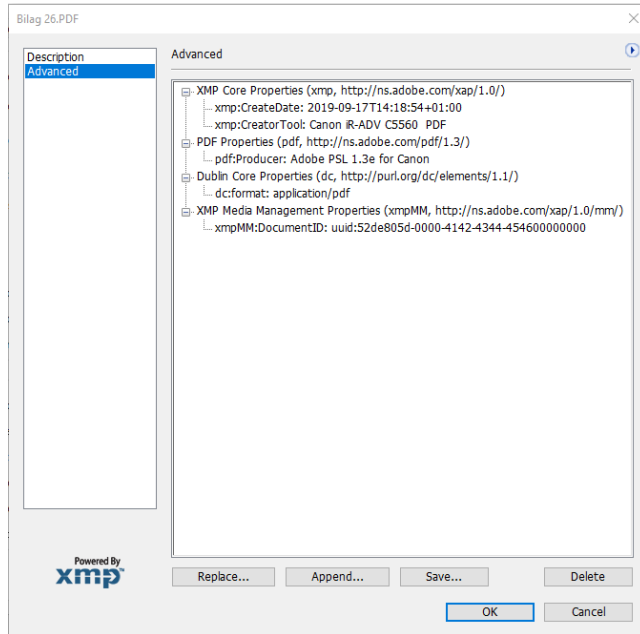 Bilag 26.PDF
Description
Advanced
Advanced
XMP Core Properties (xmp, http://ns.adobe.com/xap/1.0/)
xmp:CreateDate: 2019-09-17T14:18:54+01:00
xmp:CreatorTool: Canon iR-ADV C5560  PDF
PDF Properties (pdf, http://ns.adobe.com/pdf/1.3/)
pdf:Producer: Adobe PSL 1.3e for Canon
Dublin Core Properties (dc, http://purl.org/dc/elements/1.1/)
dc:format: application/pdf
XMP Media Management Properties (xmpMM, http://ns.adobe.com/xap/1.0/mm/)
xmpMM:DocumentID: uuid:52de805d-0000-4142-4344-454600000000
Powered By
xmp™
Replace...
Append...
Save...
Delete
OK
Cancel